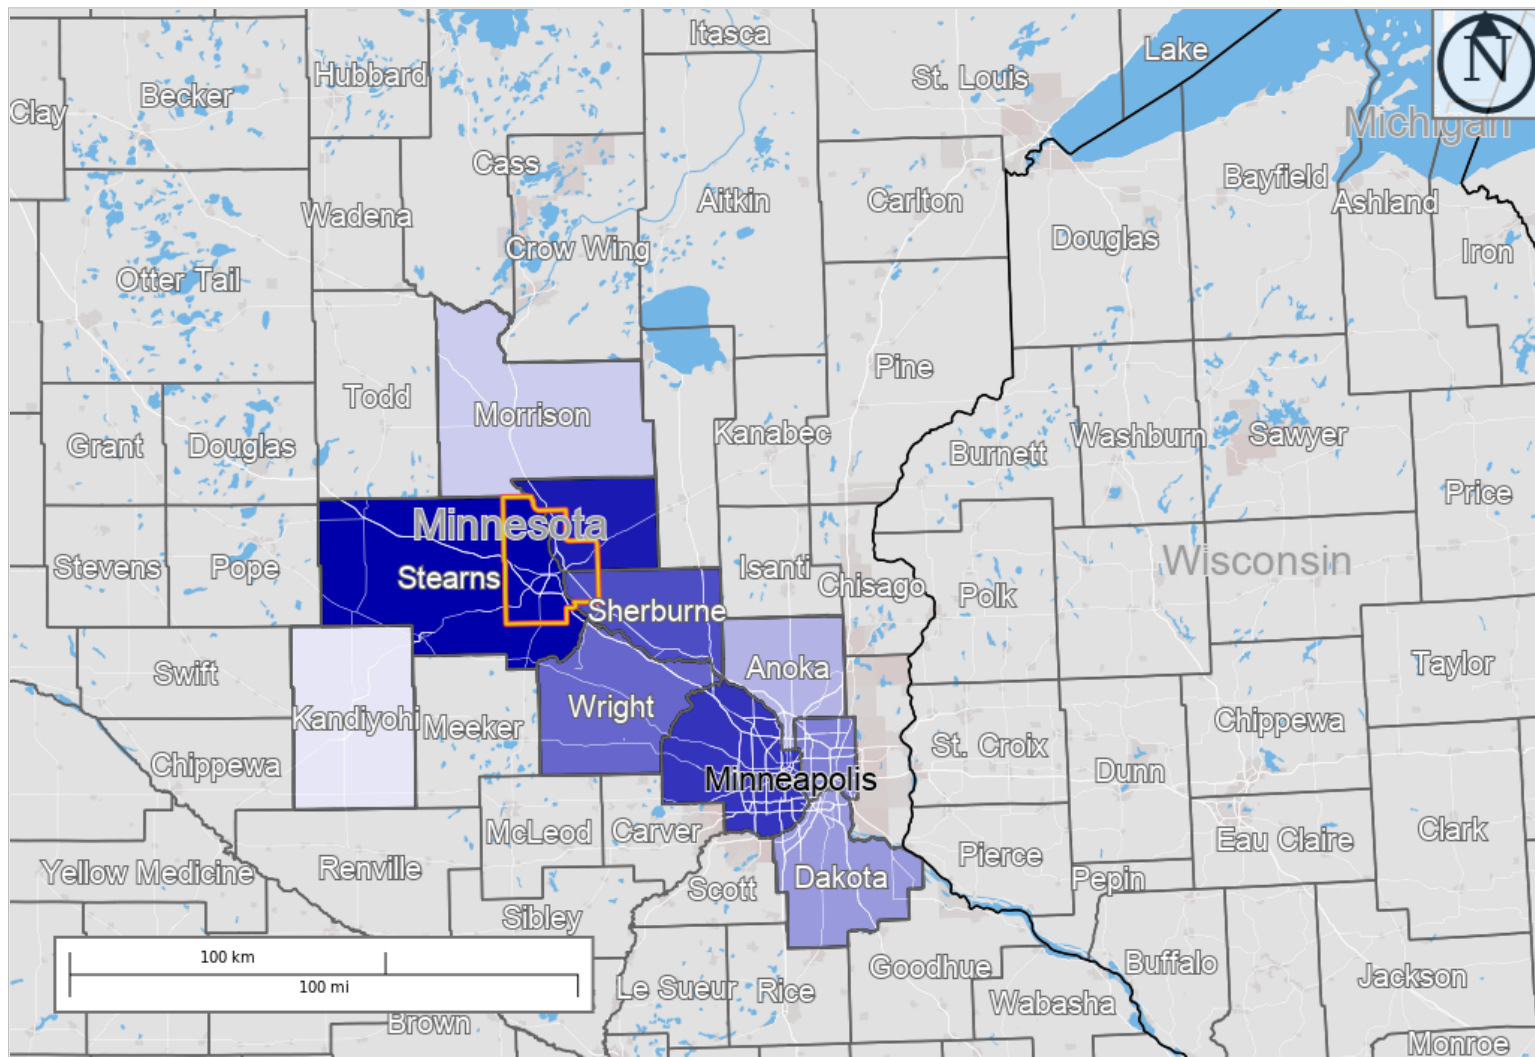 Itasca
Lake
N
Hubbard
St. Louis
Becker
Clay
Michigan
Cass
Bayfield
Wadena
Aitkin
Carlton
Ashland
Crow Wing
Douglas
Iron
Otter Tail
Pine
Todd
Morrison
Grant
Douglas
Kanabec
Burnett
Washburn
Sawyer
Price
Minnesota
Stevens
Pope
Stearns
Isanti
Chisago
Wisconsin
Polk
Sherburne
Swift
Anoka
Taylor
Kandiyohi
Meeker
Wright
Chippewa
St. Croix
Chippewa
Minneapolis
Dunn
McLeod
Carver
Eau Claire
Clark
Yellow Medicine
Renville
Scott
Dakota
Pierce
Pepin
Sibley
100 km
100 mi
Le Sueur
Rice
Goodhue
Wabasha
Buffalo
Jackson
Brown
Monroe